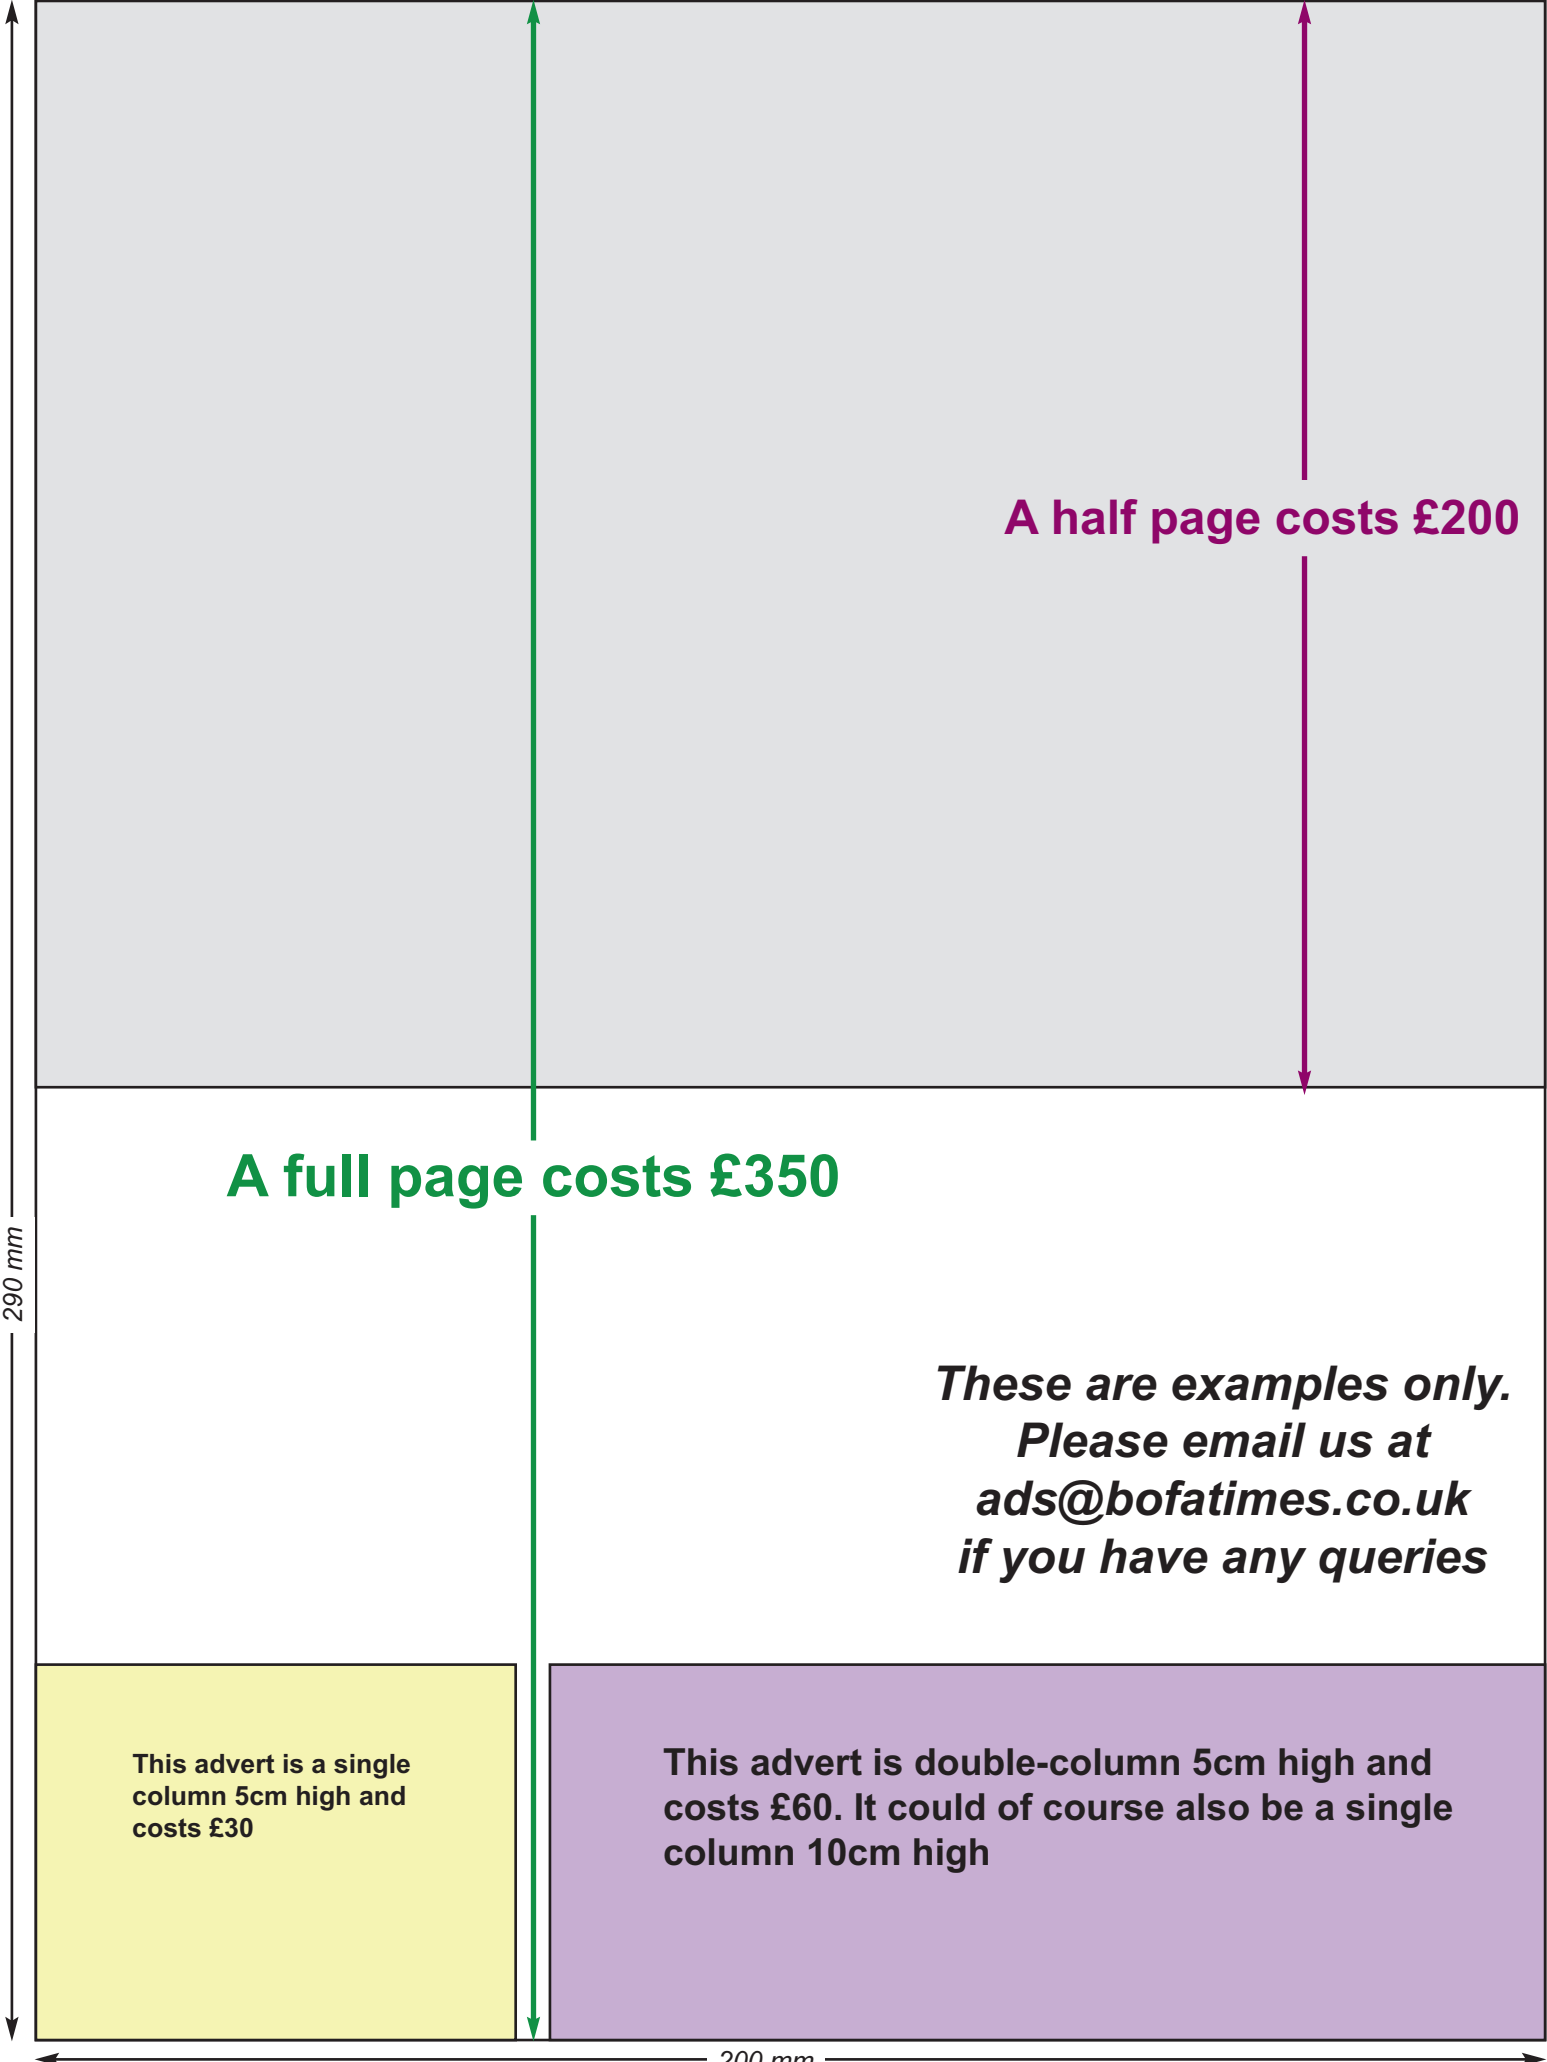 A half page costs £200
A full page costs £350
290 mm
These are examples only.
Please email us at
ads@bofatimes.co.uk
if you have any queries
This advert is a single
column 5cm high and
costs £30
This advert is double-column 5cm high and
costs £60. It could of course also be a single
column 10cm high
200 mm